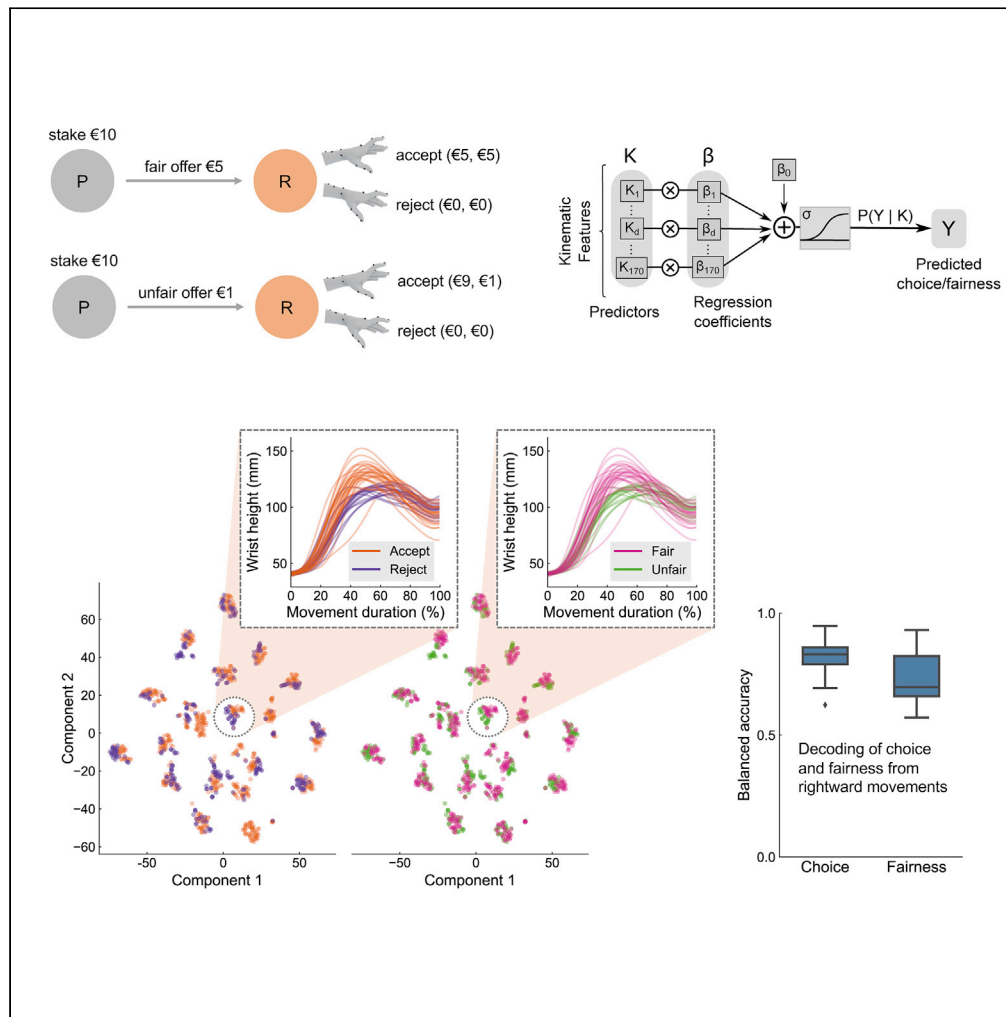 stake €10
P
fair offer €5
R
accept (€5, €5)
reject (€0, €0)
stake €10
P
unfair offer €1
R
accept (€9, €1)
reject (€0, €0)
Kinematic
Features
K
K1
⋮
Kd
⋮
K170
Predictors
β
β1
⋮
βd
⋮
β170
Regression
coefficients
β0
σ
P(Y | K)
Y
Predicted
choice/fairness
Wrist height (mm)
150
100
50
Accept
Reject
0 20 40 60 80 100
Movement duration (%)
Wrist height (mm)
150
100
50
Fair
Unfair
0 20 40 60 80 100
Movement duration (%)
Component 2
60
40
20
0
−20
−40
−60
-50 0 50
Component 1
-50 0 50
Component 1
Balanced accuracy
1.0
0.5
0.0
Decoding of choice
and fairness from
rightward movements
Choice Fairness